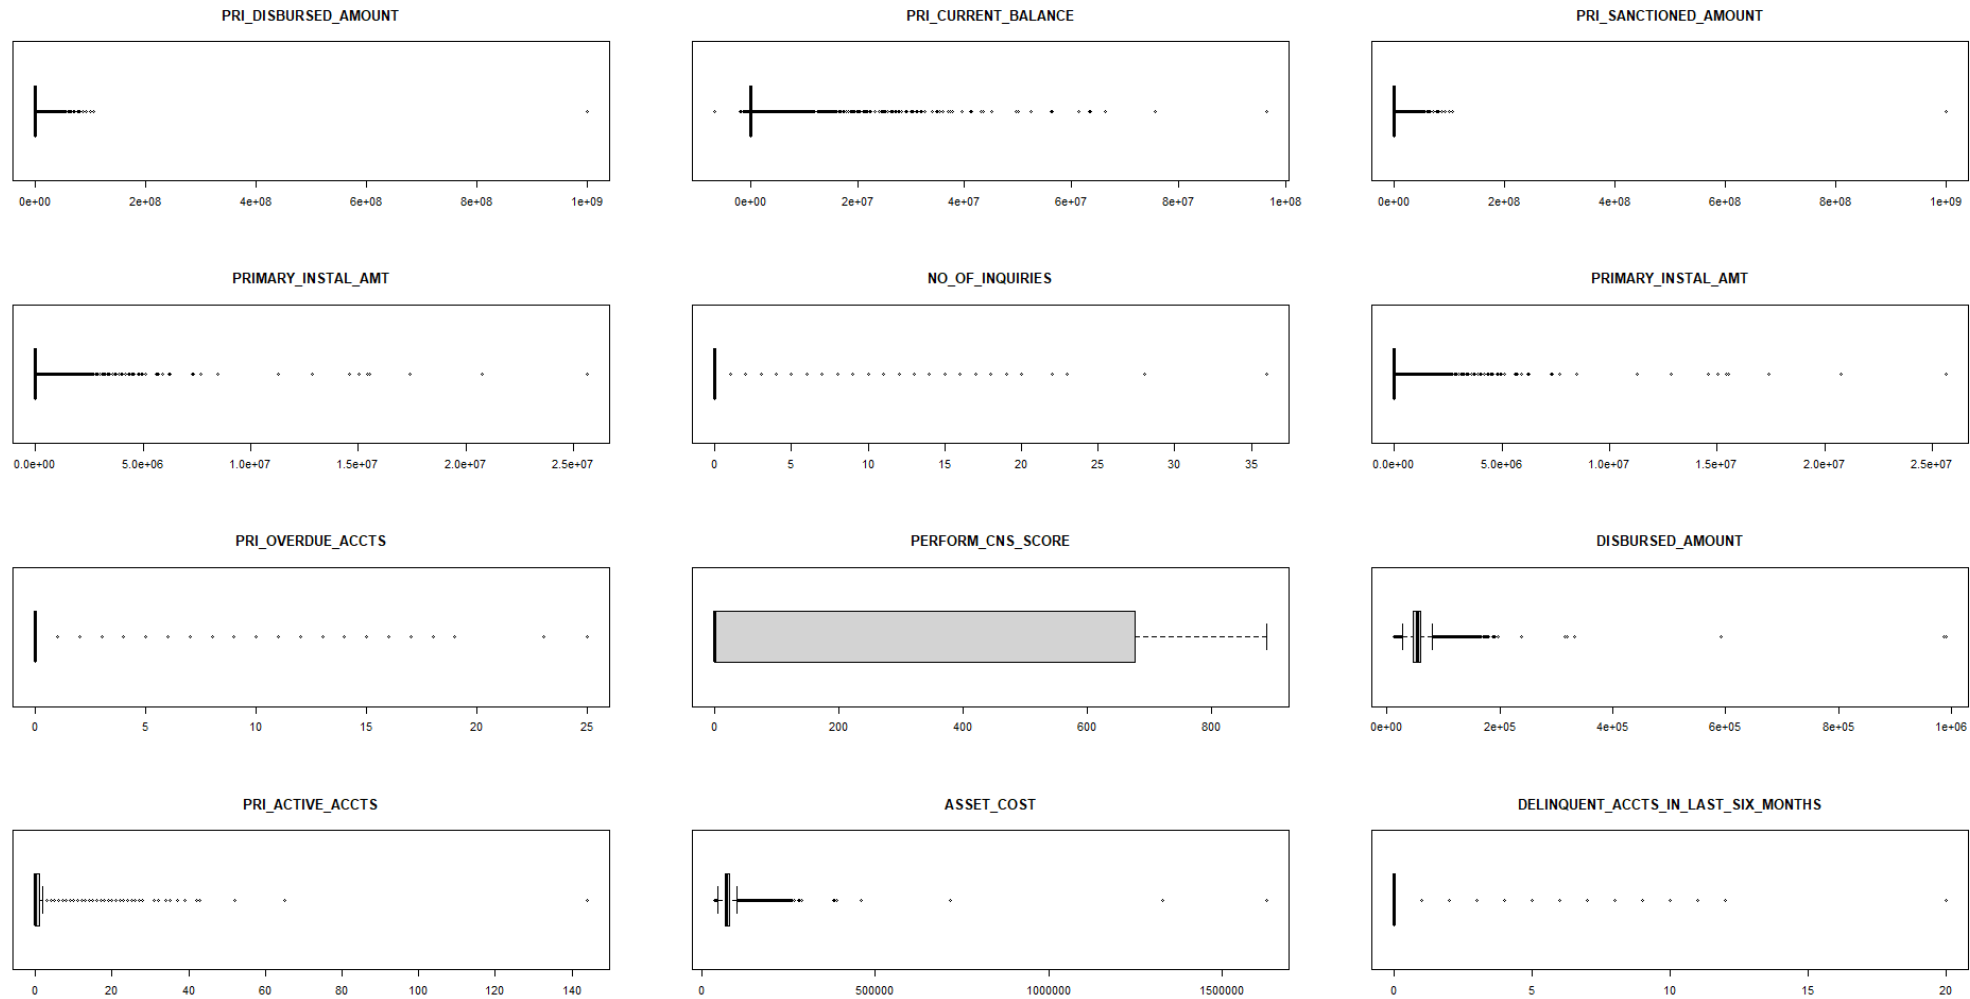 PRI_DISBURSED_AMOUNT PRI_CURRENT_BALANCE PRI_SANCTIONED_AMOUNT
0e+00 2e+08 4e+08 6e+08 8e+08 1e+09 0e+00 2e+07 4e+07 6e+07 8e+07 1e+08 0e+00 2e+08 4e+08 6e+08 8e+08 1e+09
PRIMARY_INSTAL_AMT NO_OF_INQUIRIES PRIMARY_INSTAL_AMT
0.0e+00 5.0e+06 1.0e+07 1.5e+07 2.0e+07 2.5e+07 0 5 10 15 20 25 30 35 0.0e+00 5.0e+06 1.0e+07 1.5e+07 2.0e+07 2.5e+07
PRI_OVERDUE_ACCTS PERFORM_CNS_SCORE DISBURSED_AMOUNT
0 5 10 15 20 25 0 200 400 600 800 0e+00 2e+05 4e+05 6e+05 8e+05 1e+06
PRI_ACTIVE_ACCTS ASSET_COST DELINQUENT_ACCTS_IN_LAST_SIX_MONTHS
0 20 40 60 80 100 120 140 0 500000 1000000 1500000 0 5 10 15 20